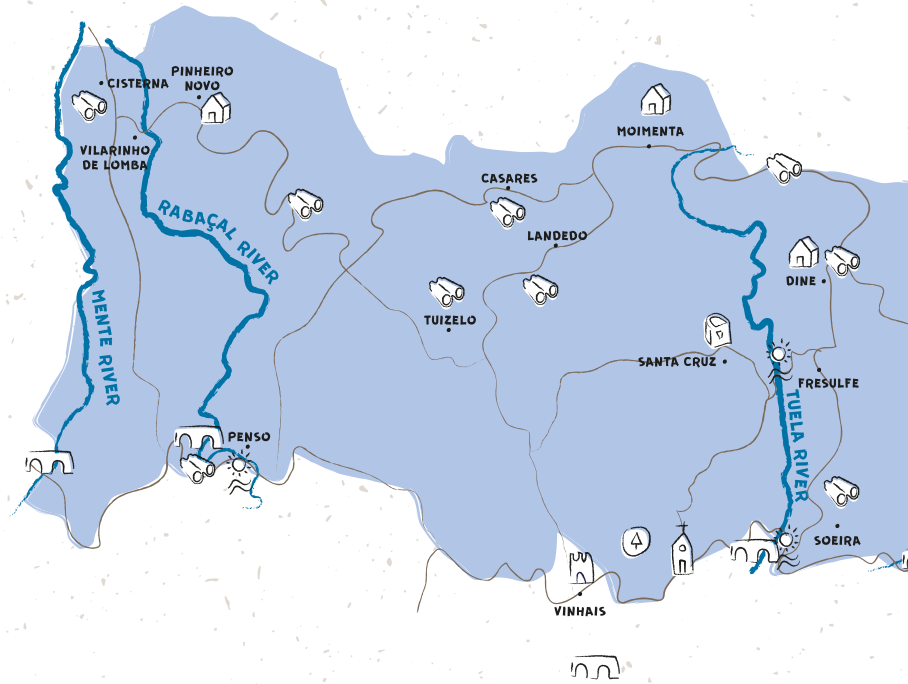 CISTERNA
PINHEIRO
NOVO
MOIMENTA
VILARINHO
DE LOMBA
CASARES
RABAÇAL RIVER
LANDEDO
DINE
MENTE RIVER
TUIZELO
SANTA CRUZ
FRESULFE
TUELA RIVER
PENSO
SOEIRA
VINHAIS